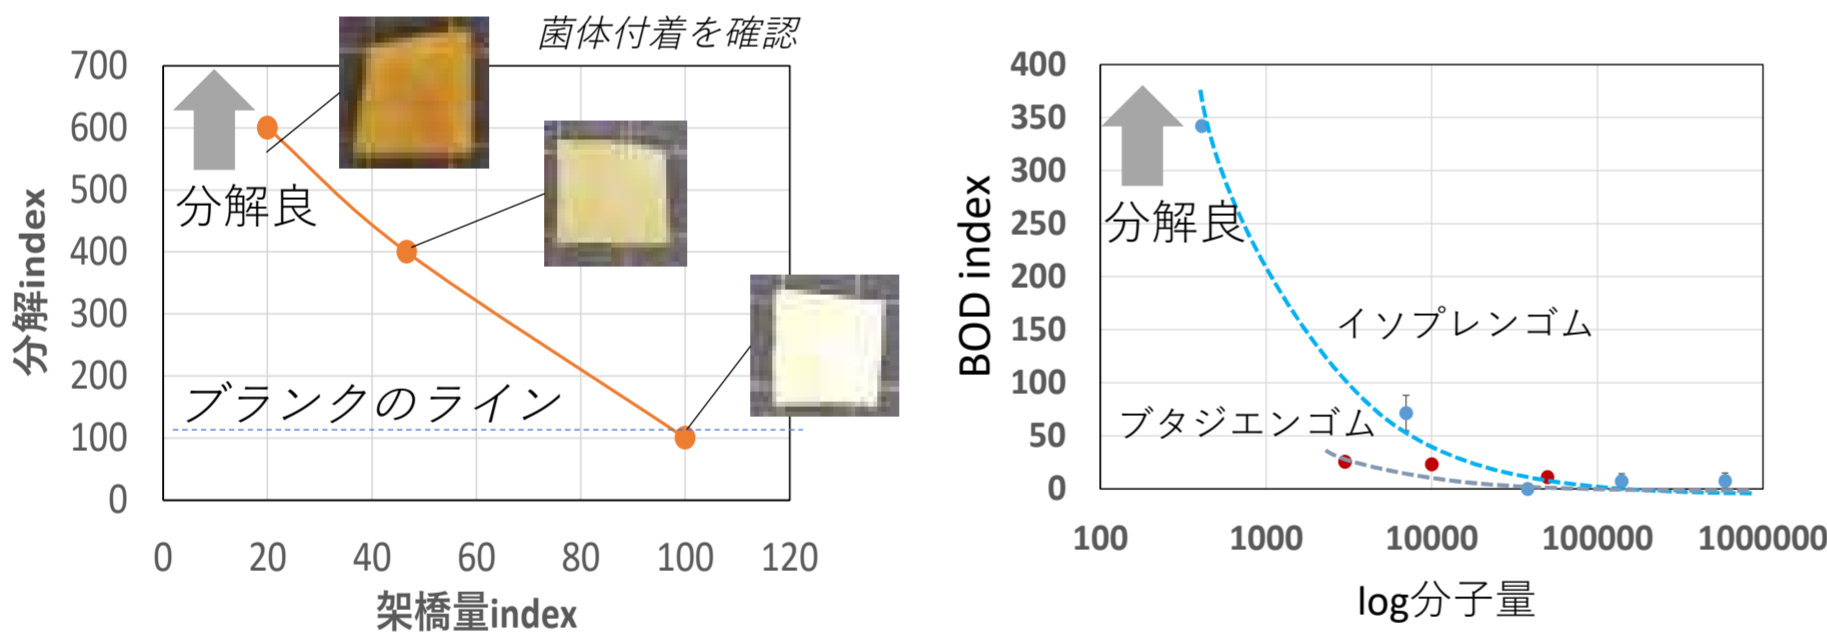 菌体付着を確認
700
600
500
400
300
200
100
0
分解index
分解良
ブランクのライン
0 20 40 60 80 100 120
架橋量index
400
350
300
250
200
150
100
50
0
BOD index
分解良
イソプレンゴム
ブタジエンゴム
100 1000 10000 100000 1000000
log分子量